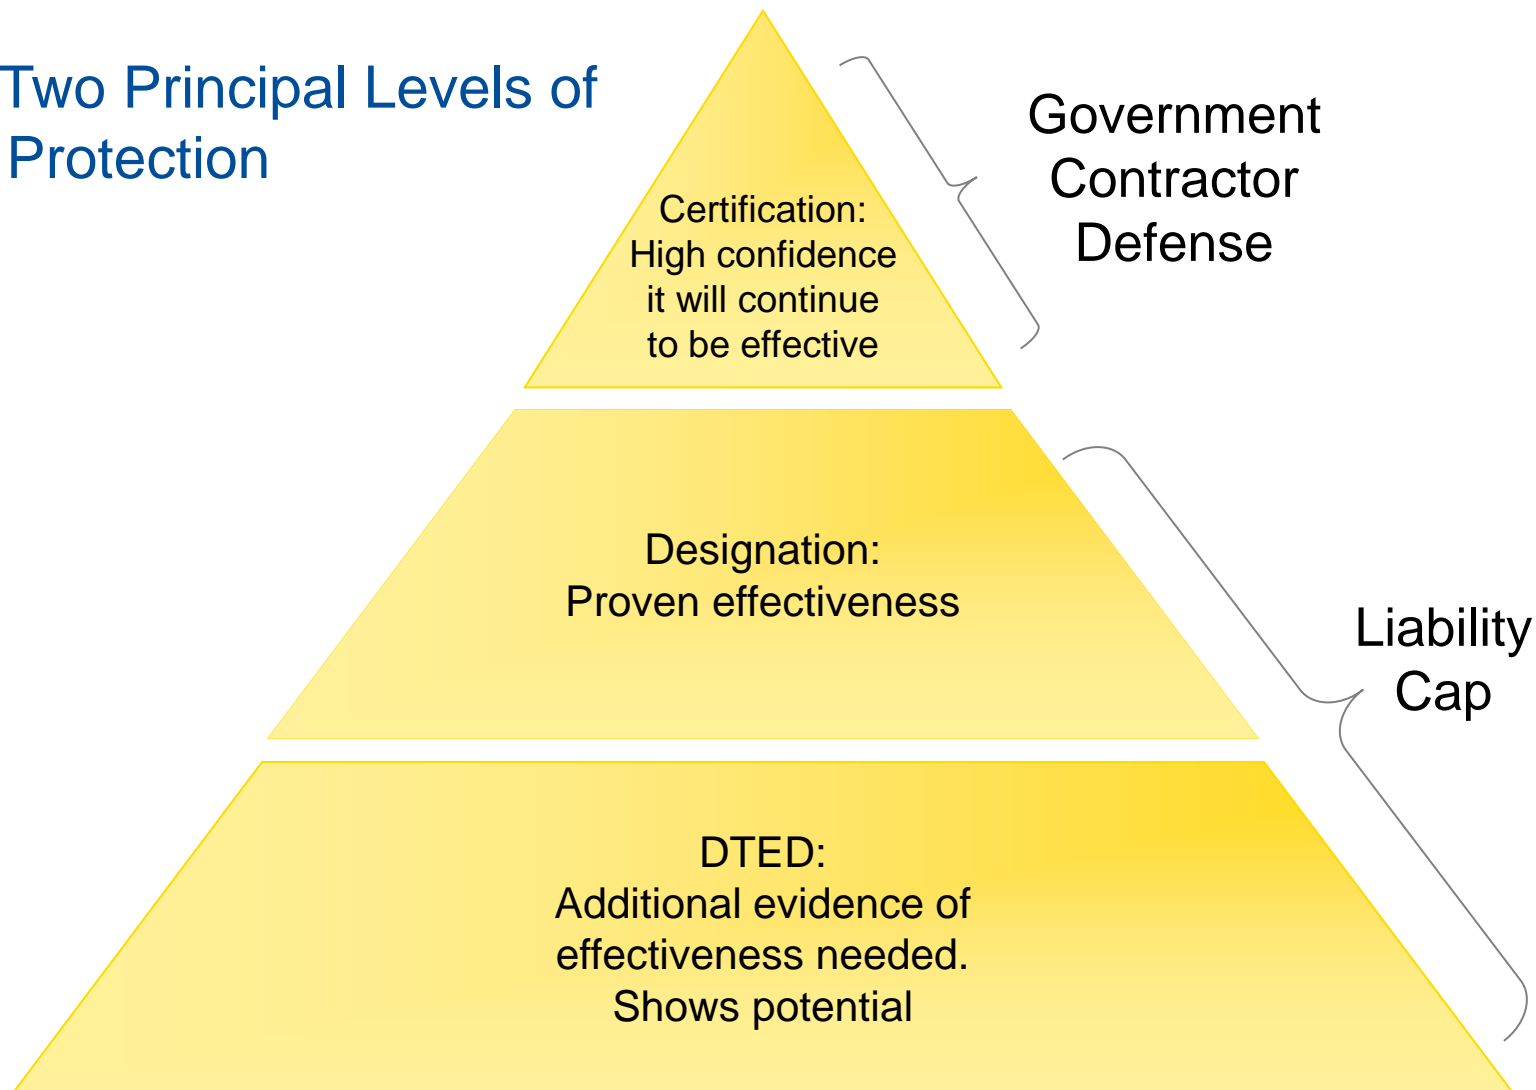 Two Principal Levels of
Protection
Government
Contractor
Defense
Certification:
High confidence
it will continue
to be effective
Designation:
Proven effectiveness
Liability
Cap
DTED:
Additional evidence of
effectiveness needed.
Shows potential